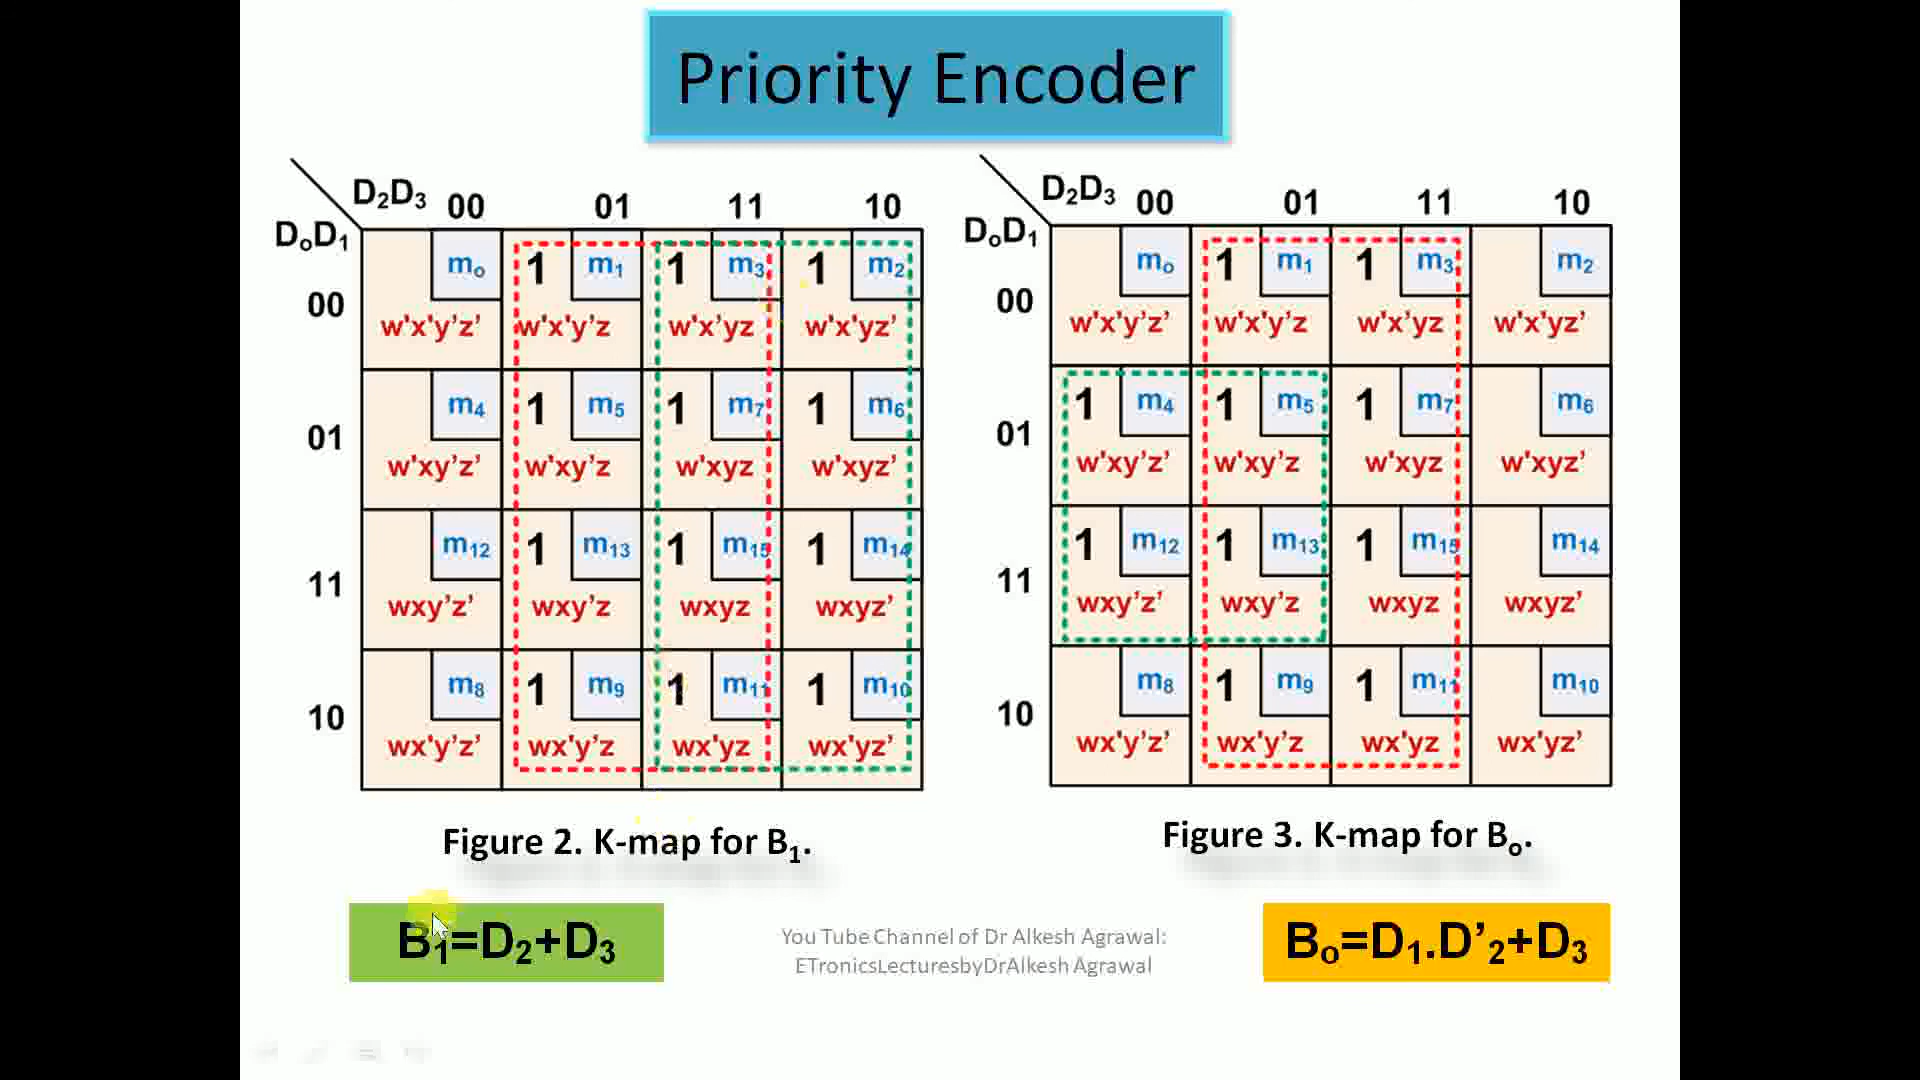 Priority Encoder
D₂D₃ 00 01 11 10
DₒD₁
mₒ 1 m₁ 1 m₃ 1 m₂
00
w'x'y'z' w'x'y'z w'x'yz w'x'yz'
m₄ 1 m₅ 1 m₇ 1 m₆
01
w'xy'z' w'xy'z w'xyz w'xyz'
m₁₂ 1 m₁₃ 1 m₁₅ 1 m₁₄
11
wxy'z' wxy'z wxyz wxyz'
m₈ 1 m₉ 1 m₁₁ 1 m₁₀
10
wx'y'z' wx'y'z wx'yz wx'yz'
Figure 2. K-map for B₁.
B₁=D₂+D₃
D₂D₃ 00 01 11 10
DₒD₁
mₒ 1 m₁ 1 m₃ m₂
00
w'x'y'z' w'x'y'z w'x'yz w'x'yz'
1 m₄ 1 m₅ 1 m₇ m₆
01
w'xy'z' w'xy'z w'xyz w'xyz'
1 m₁₂ 1 m₁₃ 1 m₁₅ m₁₄
11
wxy'z' wxy'z wxyz wxyz'
m₈ 1 m₉ 1 m₁₁ m₁₀
10
wx'y'z' wx'y'z wx'yz wx'yz'
Figure 3. K-map for Bₒ.
Bₒ=D₁.D’₂+D₃
You Tube Channel of Dr Alkesh Agrawal:
ETronicsLecturesbyDrAlkesh Agrawal